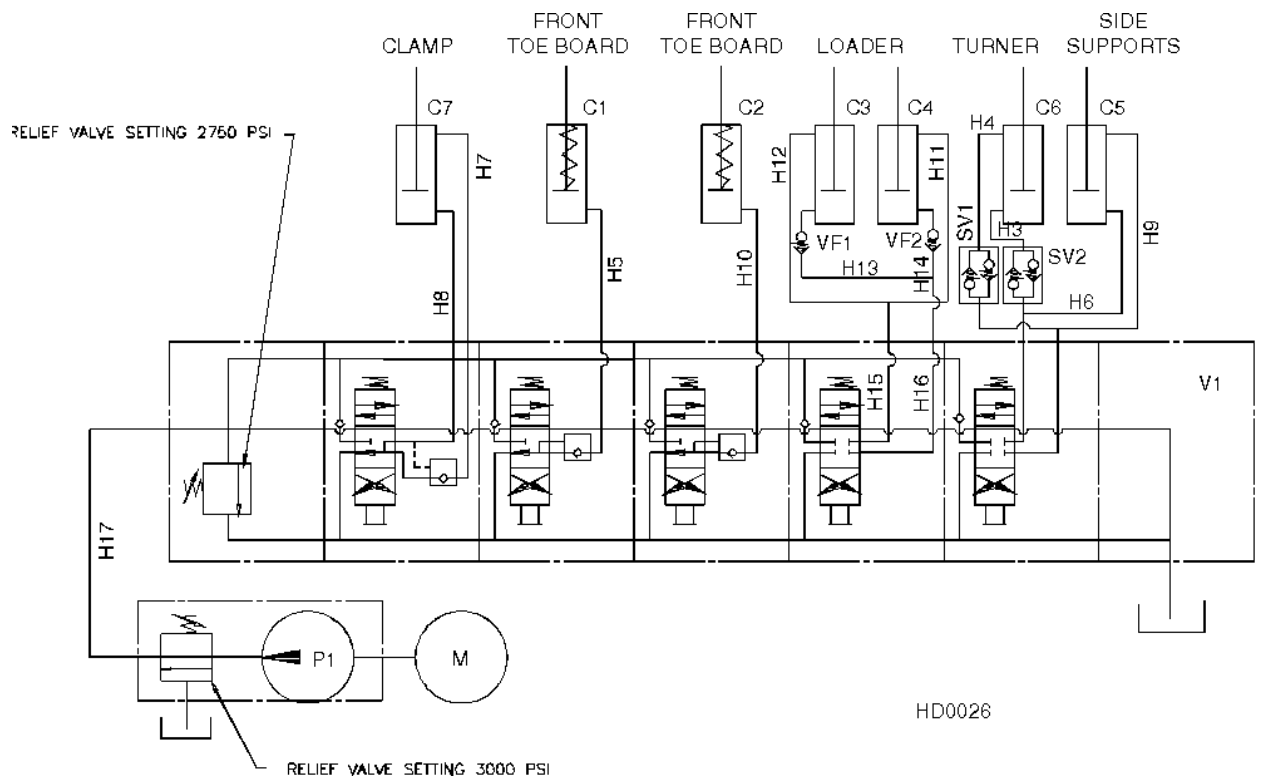 CLAMP
FRONT
TOE BOARD
FRONT
TOE BOARD
LOADER
TURNER
SIDE
SUPPORTS
C7
C1
C2
C3
C4
C6
C5
RELIEF VALVE SETTING 2750 PSI
H7
H12
H11
H4
SV1
H3
H9
VF1
VF2
SV2
H13
H14
H8
H5
H10
H6
H15
H16
V1
H17
P1
M
HD0026
RELIEF VALVE SETTING 3000 PSI